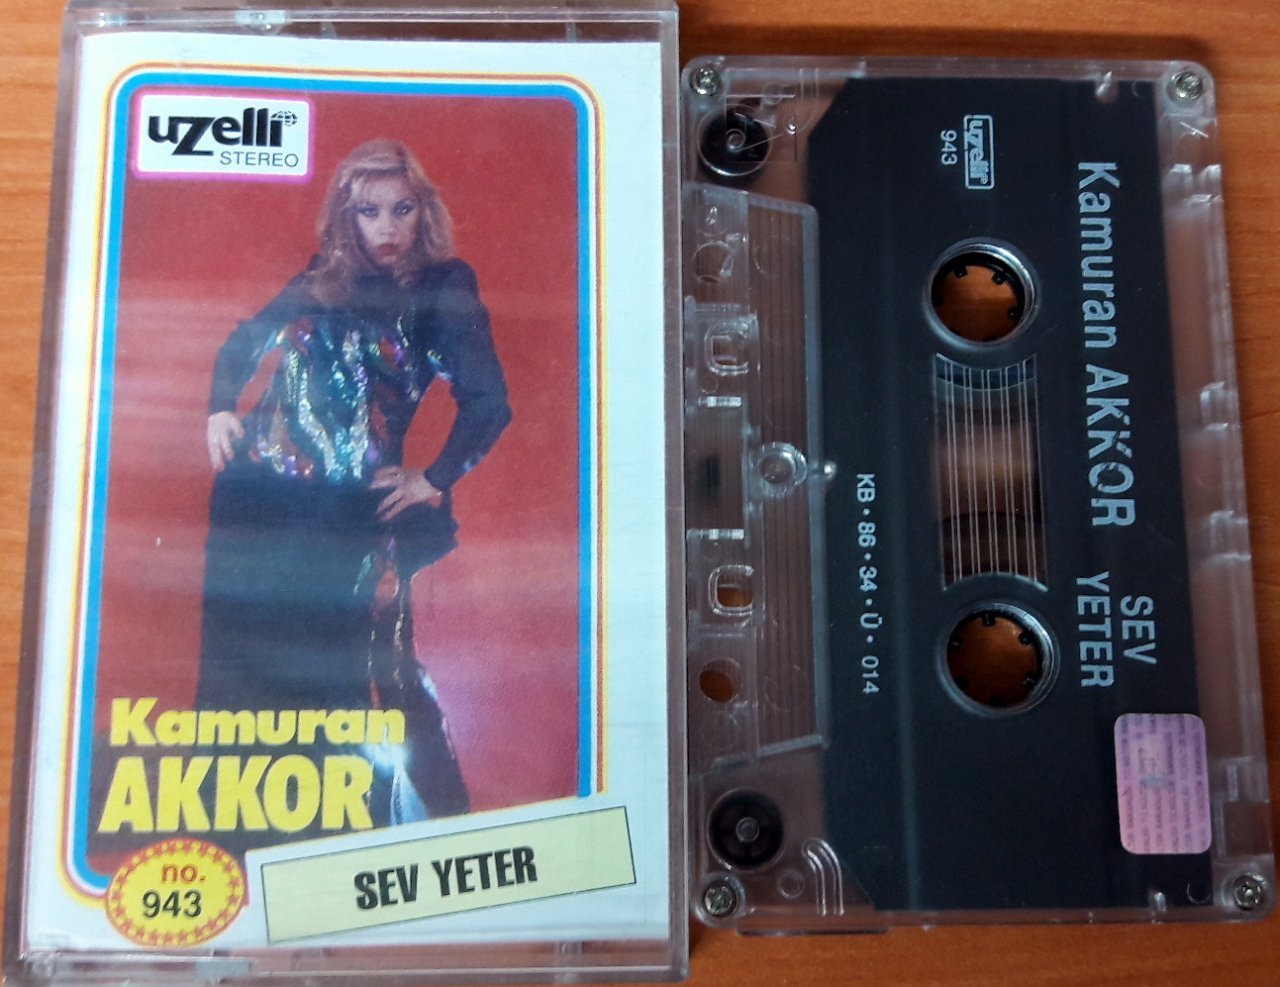 uzelli
STEREO
Kamuran
AKKOR
no.
943
SEV YETER
uzelli
943
Kamuran AKKOR
SEV
YETER
KB•86•34•Ü•014